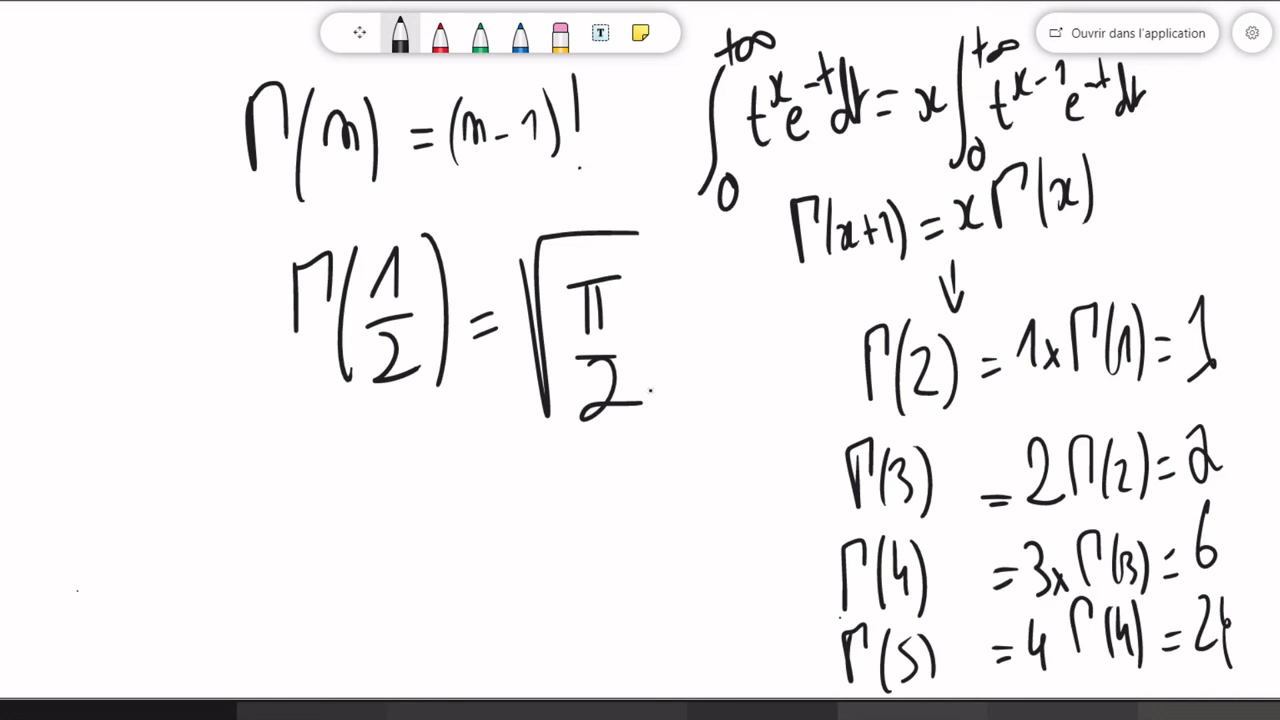 T
Ouvrir dans l'application
Γ(n) = (n-1)!
Γ(1/2) = √(π/2)
∫₀^{+∞} t^x e^{-t} dt = x ∫₀^{+∞} t^{x-1} e^{-t} dt
Γ(x+1) = xΓ(x)
↓
Γ(2) = 1×Γ(1) = 1
Γ(3) = 2Γ(2) = 2
Γ(4) = 3×Γ(3) = 6
Γ(5) = 4Γ(4) = 24